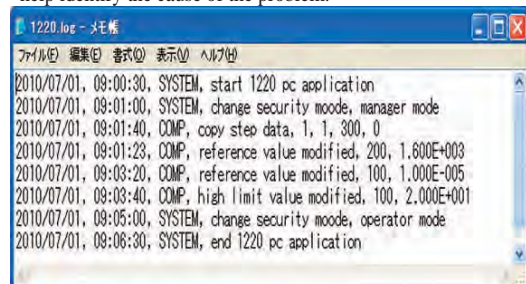 help identify the cause of the problem.
1220.log - メモ帳
ファイル(F) 編集(E) 書式(O) 表示(V) ヘルプ(H)
2010/07/01, 09:00:30, SYSTEM, start 1220 pc application
2010/07/01, 09:01:00, SYSTEM, change security moode, manager mode
2010/07/01, 09:01:40, COMP, copy step data, 1, 1, 300, 0
2010/07/01, 09:01:23, COMP, reference value modified, 200, 1.600E+003
2010/07/01, 09:03:20, COMP, reference value modified, 100, 1.000E-005
2010/07/01, 09:03:40, COMP, high limit value modified, 100, 2.000E+001
2010/07/01, 09:05:00, SYSTEM, change security moode, operator mode
2010/07/01, 09:06:30, SYSTEM, end 1220 pc application